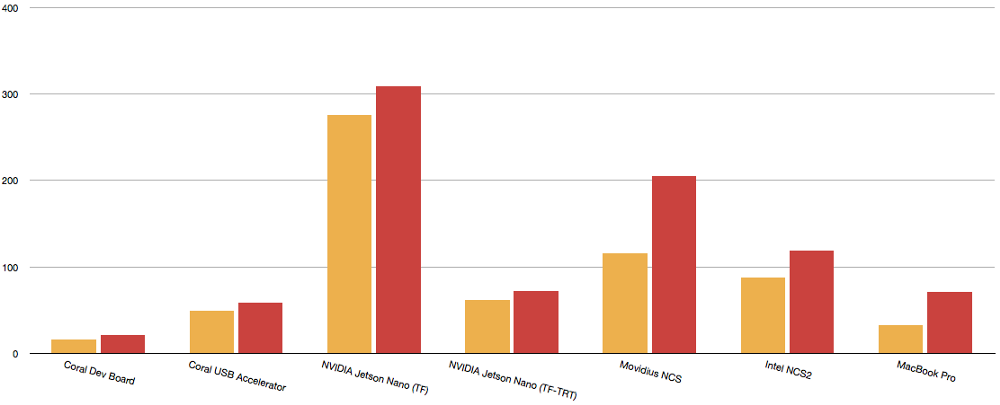 400
300
200
100
0
Coral Dev Board
Coral USB Accelerator
NVIDIA Jetson Nano (TF)
NVIDIA Jetson Nano (TF-TRT)
Movidius NCS
Intel NCS2
MacBook Pro